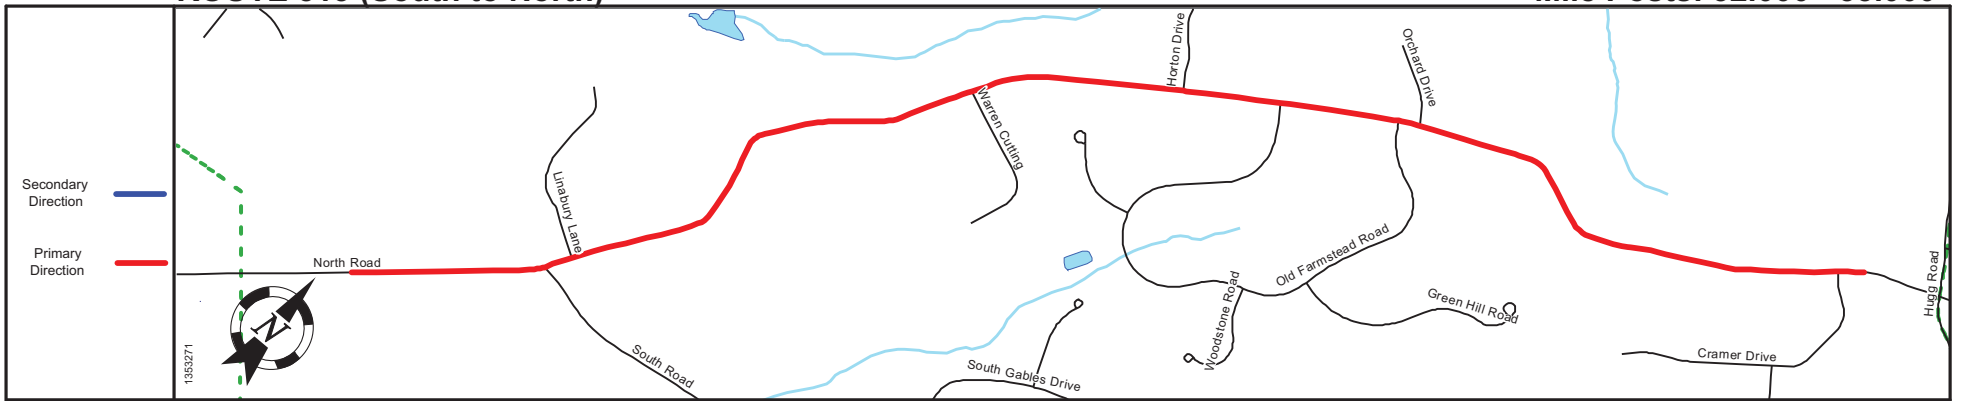 Horton Drive
Orchard Drive
Warren Cutting
Linabury Lane
Secondary
Direction
Primary
Direction
North Road
Old Farmstead Road
Woodstone Road
Green Hill Road
Hugg Road
N
1353271
South Road
South Gables Drive
Cramer Drive